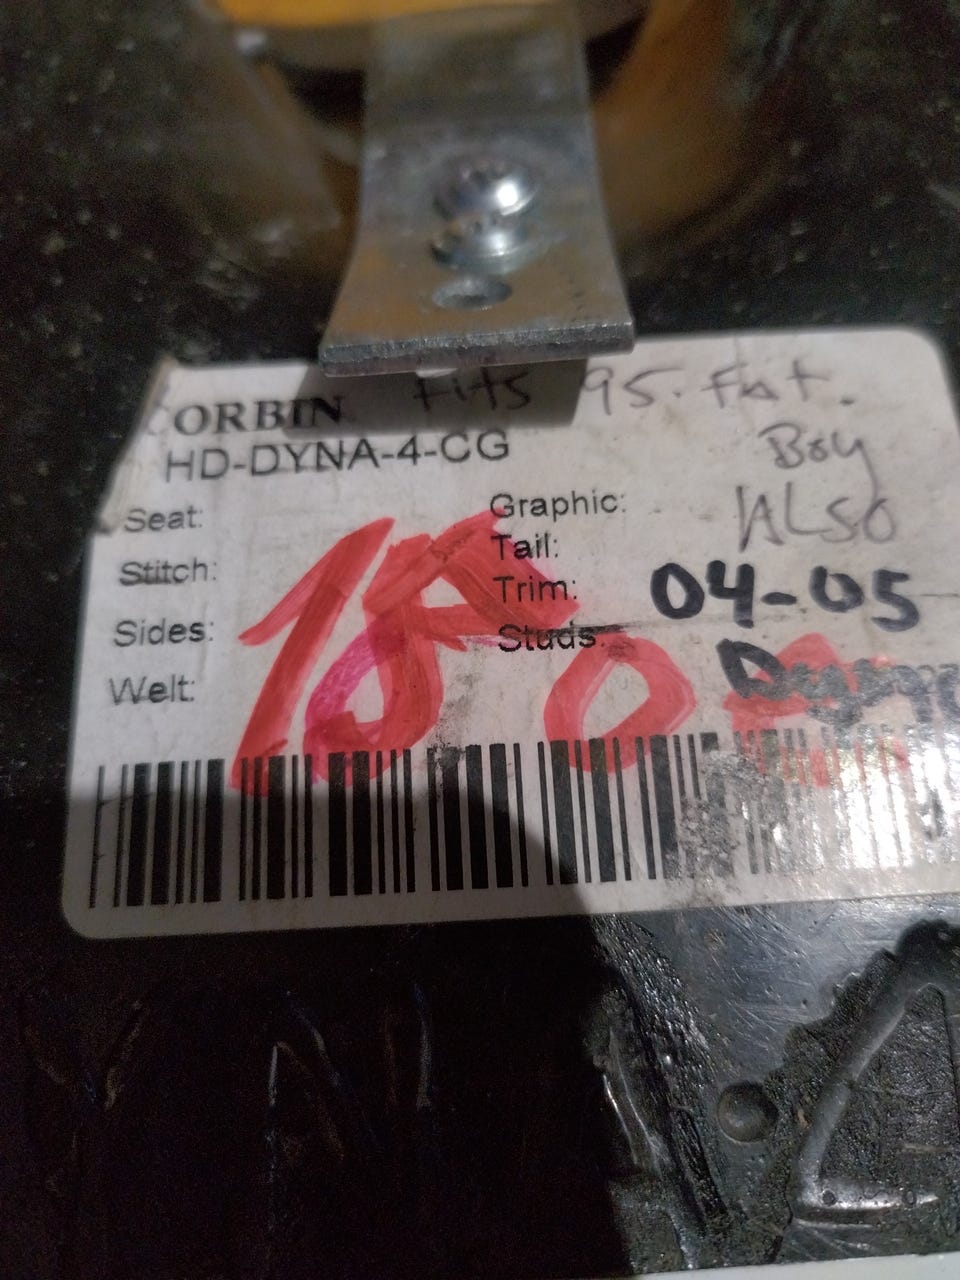 CORBIN Fits 95. Fat.
HD-DYNA-4-CG
Boy
ALSO
Seat:
Graphic:
Stitch:
Tail:
Trim:
04-05
Sides:
Studs:
Welt:
180